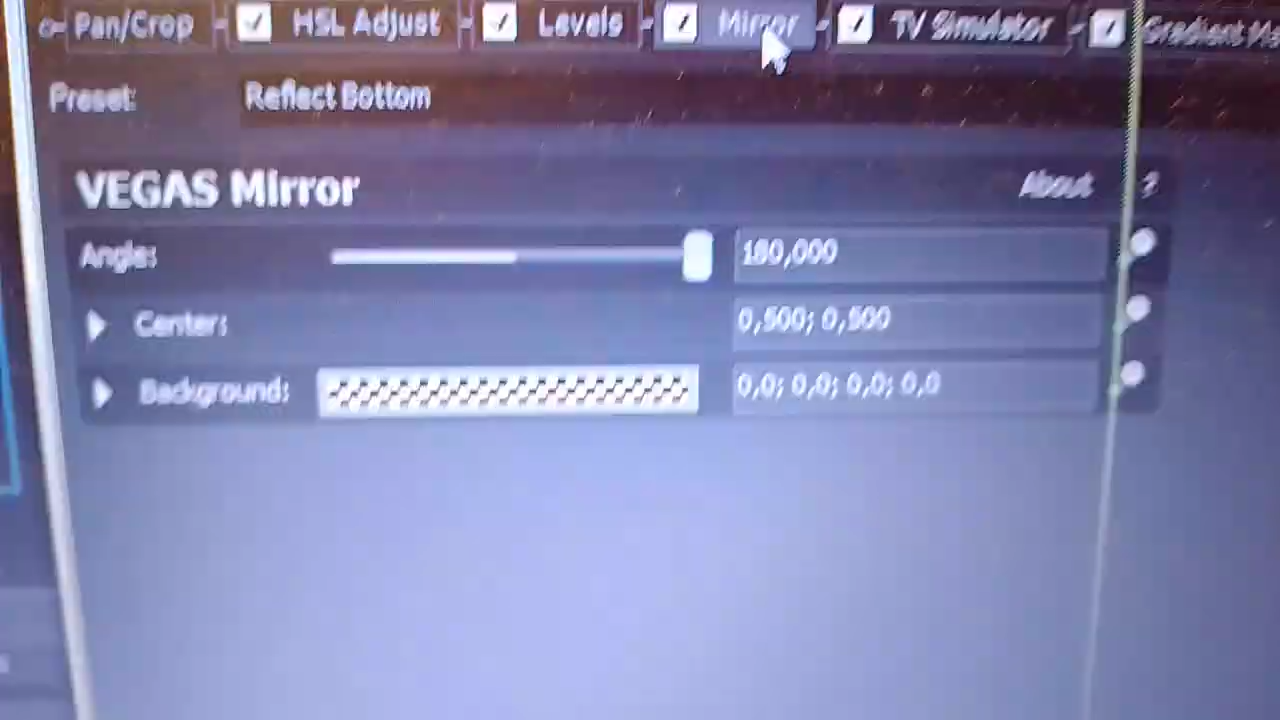 Pan/Crop HSL Adjust Levels Mirror TV Simulator Gradient
Preset: Reflect Bottom
VEGAS Mirror About ?
Angle: 180,000
Center: 0,500; 0,500
Background: 0,0; 0,0; 0,0; 0,0